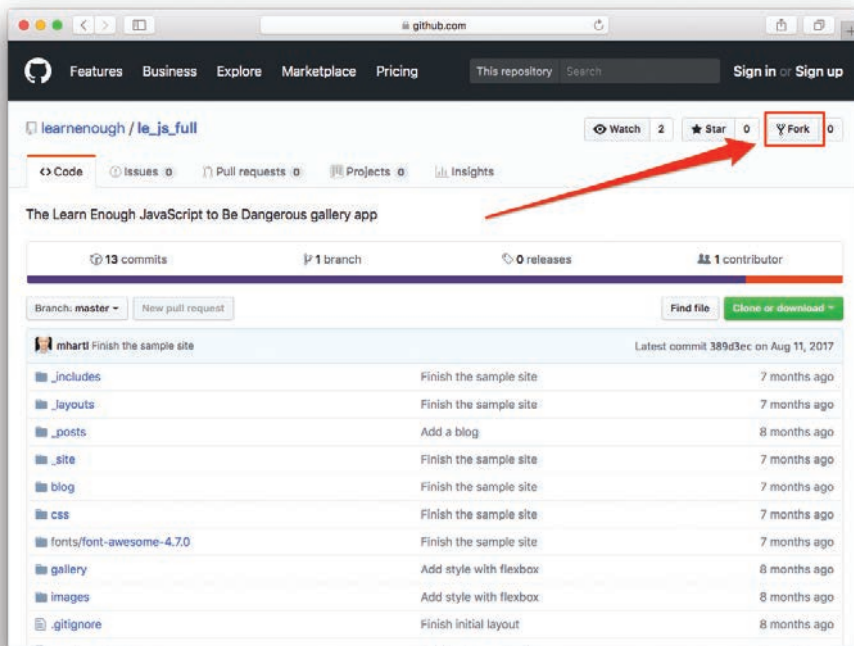 github.com
Features Business Explore Marketplace Pricing This repository Search Sign in or Sign up
learnenough / le_js_full Watch 2 Star 0 Fork 0
Code Issues 0 Pull requests 0 Projects 0 Insights
The Learn Enough JavaScript to Be Dangerous gallery app
13 commits 1 branch 0 releases 1 contributor
Branch: master New pull request Find file Clone or download
mhartl Finish the sample site Latest commit 389d3ec on Aug 11, 2017
_includes Finish the sample site 7 months ago
_layouts Finish the sample site 7 months ago
_posts Add a blog 8 months ago
_site Finish the sample site 7 months ago
blog Finish the sample site 7 months ago
css Finish the sample site 7 months ago
fonts/font-awesome-4.7.0 Finish the sample site 7 months ago
gallery Add style with flexbox 8 months ago
images Add style with flexbox 8 months ago
.gitignore Finish initial layout 8 months ago